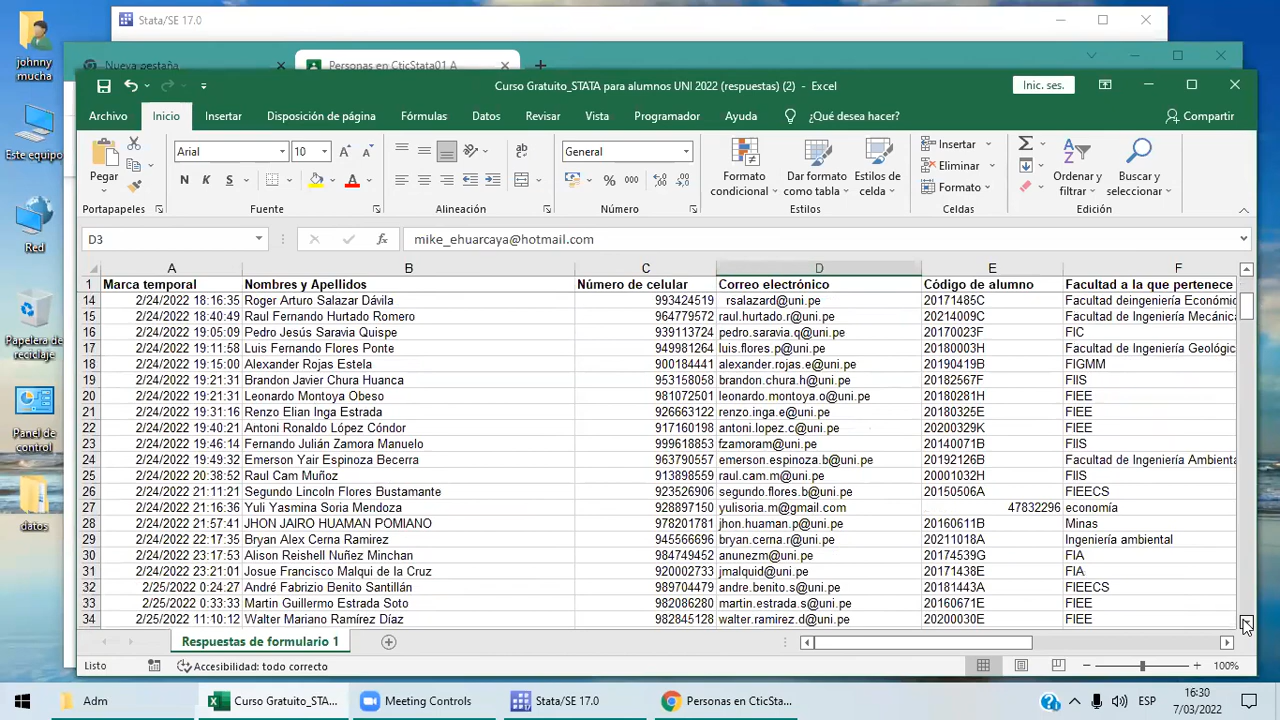 johnny mucha
Este equipo
Red
Papelera de reciclaje
Panel de control
datos
Stata/SE 17.0
Nueva pestaña
Personas en CticStata01 A
Curso Gratuito_STATA para alumnos UNI 2022 (respuestas) (2) - Excel
Inic. ses.
Archivo Inicio Insertar Disposición de página Fórmulas Datos Revisar Vista Programador Ayuda ¿Qué desea hacer? Compartir
Pegar
Arial 10
N K S
General
% 000
Formato condicional
Dar formato como tabla
Estilos de celda
Insertar
Eliminar
Formato
Ordenar y filtrar
Buscar y seleccionar
Portapapeles Fuente Alineación Número Estilos Celdas Edición
D3 fx mike_ehuarcaya@hotmail.com
A B C D E F
1 Marca temporal Nombres y Apellidos Número de celular Correo electrónico Código de alumno Facultad a la que pertenece
14 2/24/2022 18:16:35 Roger Arturo Salazar Dávila 993424519 rsalazard@uni.pe 20171485C Facultad deingeniería Económic
15 2/24/2022 18:40:49 Raul Fernando Hurtado Romero 964779572 raul.hurtado.r@uni.pe 20214009C Facultad de Ingeniería Mecánica
16 2/24/2022 19:05:09 Pedro Jesús Saravia Quispe 939113724 pedro.saravia.q@uni.pe 20170023F FIC
17 2/24/2022 19:11:58 Luis Fernando Flores Ponte 949981264 luis.flores.p@uni.pe 20180003H Facultad de Ingeniería Geológic
18 2/24/2022 19:15:00 Alexander Rojas Estela 900184441 alexander.rojas.e@uni.pe 20190419B FIGMM
19 2/24/2022 19:21:31 Brandon Javier Chura Huanca 953158058 brandon.chura.h@uni.pe 20182567F FIIS
20 2/24/2022 19:21:31 Leonardo Montoya Obeso 981072501 leonardo.montoya.o@uni.pe 20180281H FIEE
21 2/24/2022 19:31:16 Renzo Elian Inga Estrada 926663122 renzo.inga.e@uni.pe 20180325E FIEE
22 2/24/2022 19:40:21 Antoni Ronaldo López Cóndor 917160198 antoni.lopez.c@uni.pe 20200329K FIEE
23 2/24/2022 19:46:14 Fernando Julián Zamora Manuelo 999618853 fzamoram@uni.pe 20140071B FIIS
24 2/24/2022 19:49:32 Emerson Yair Espinoza Becerra 963790557 emerson.espinoza.b@uni.pe 20192126B Facultad de Ingeniería Ambienta
25 2/24/2022 20:38:52 Raul Cam Muñoz 913898559 raul.cam.m@uni.pe 20001032H FIIS
26 2/24/2022 21:11:21 Segundo Lincoln Flores Bustamante 923526906 segundo.flores.b@uni.pe 20150506A FIEECS
27 2/24/2022 21:16:36 Yuli Yasmina Soria Mendoza 928897150 yulisoria.m@gmail.com 47832296 economía
28 2/24/2022 21:57:41 JHON JAIRO HUAMAN POMIANO 978201781 jhon.huaman.p@uni.pe 20160611B Minas
29 2/24/2022 22:17:35 Bryan Alex Cerna Ramirez 945566696 bryan.cerna.r@uni.pe 20211018A Ingeniería ambiental
30 2/24/2022 23:17:53 Alison Reishell Nuñez Minchan 984749452 anunezm@uni.pe 20174539G FIA
31 2/24/2022 23:21:01 Josue Francisco Malqui de la Cruz 920002733 jmalquid@uni.pe 20171438E FIA
32 2/25/2022 0:24:27 André Fabrizio Benito Santillán 989704479 andre.benito.s@uni.pe 20181443A FIEECS
33 2/25/2022 0:33:33 Martin Guillermo Estrada Soto 982086280 martin.estrada.s@uni.pe 20160671E FIEE
34 2/25/2022 11:10:12 Walter Mariano Ramírez Díaz 982845128 walter.ramirez.d@uni.pe 20200030E FIEE
Respuestas de formulario 1
Listo Accesibilidad: todo correcto 100%
Adm Curso Gratuito_STA... Meeting Controls Stata/SE 17.0 Personas en CticSta... ESP 16:30
7/03/2022